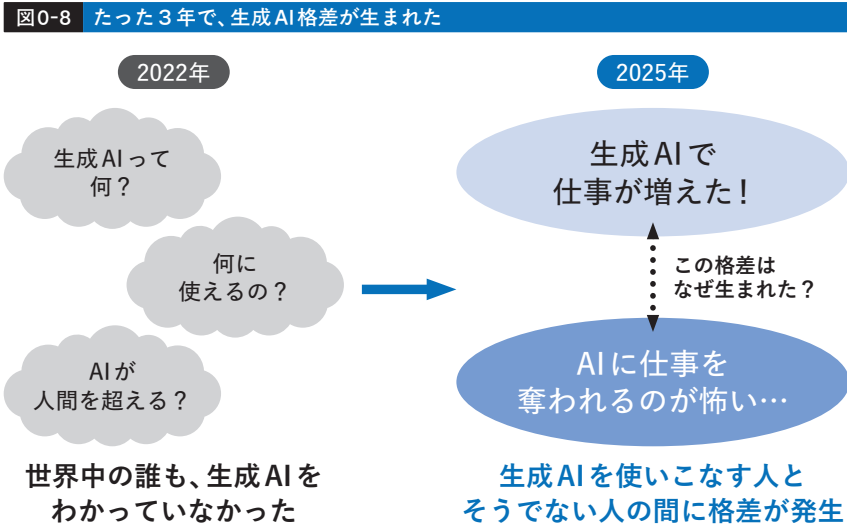 図0-8 たった3年で、生成AI格差が生まれた
2022年
生成AIって
何？
何に
使えるの？
AIが
人間を超える？
世界中の誰も、生成AIを
わかっていなかった
2025年
生成AIで
仕事が増えた！
この格差は
なぜ生まれた？
AIに仕事を
奪われるのが怖い…
生成AIを使いこなす人と
そうでない人の間に格差が発生